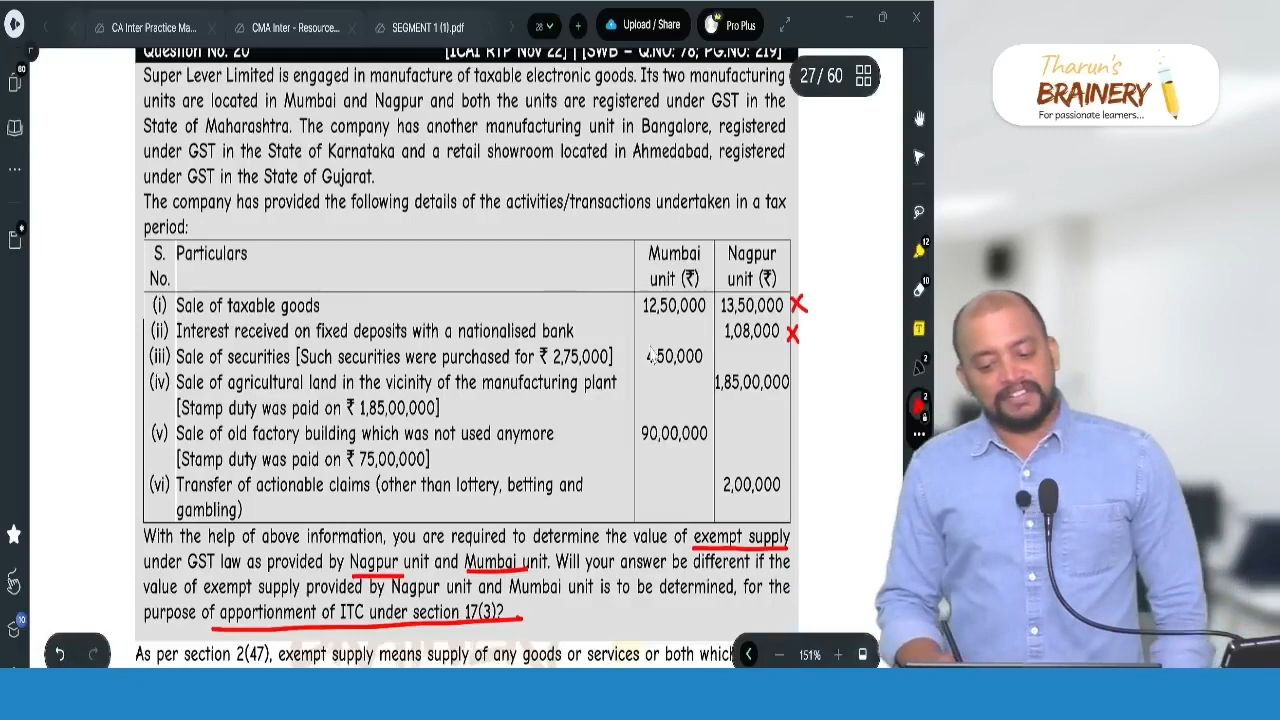 CA Inter Practice Ma...
CMA Inter - Resource...
SEGMENT 1 (1).pdf
28
Upload / Share
Pro Plus
Question No. 20 [ICAI RTP Nov 22] | [SWB – Q.NO: 78; PG.NO: 219]
27 / 60
Super Lever Limited is engaged in manufacture of taxable electronic goods. Its two manufacturing
units are located in Mumbai and Nagpur and both the units are registered under GST in the
State of Maharashtra. The company has another manufacturing unit in Bangalore, registered
under GST in the State of Karnataka and a retail showroom located in Ahmedabad, registered
under GST in the State of Gujarat.
The company has provided the following details of the activities/transactions undertaken in a tax
period:
S. Particulars Mumbai Nagpur
No. unit (₹) unit (₹)
(i) Sale of taxable goods 12,50,000 13,50,000
(ii) Interest received on fixed deposits with a nationalised bank 1,08,000
(iii) Sale of securities [Such securities were purchased for ₹ 2,75,000] 4,50,000
(iv) Sale of agricultural land in the vicinity of the manufacturing plant 1,85,00,000
[Stamp duty was paid on ₹ 1,85,00,000]
(v) Sale of old factory building which was not used anymore 90,00,000
[Stamp duty was paid on ₹ 75,00,000]
(vi) Transfer of actionable claims (other than lottery, betting and 2,00,000
gambling)
With the help of above information, you are required to determine the value of exempt supply
under GST law as provided by Nagpur unit and Mumbai unit. Will your answer be different if the
value of exempt supply provided by Nagpur unit and Mumbai unit is to be determined, for the
purpose of apportionment of ITC under section 17(3)?
As per section 2(47), exempt supply means supply of any goods or services or both which
151%
Tharun's
BRAINERY
For passionate learners...